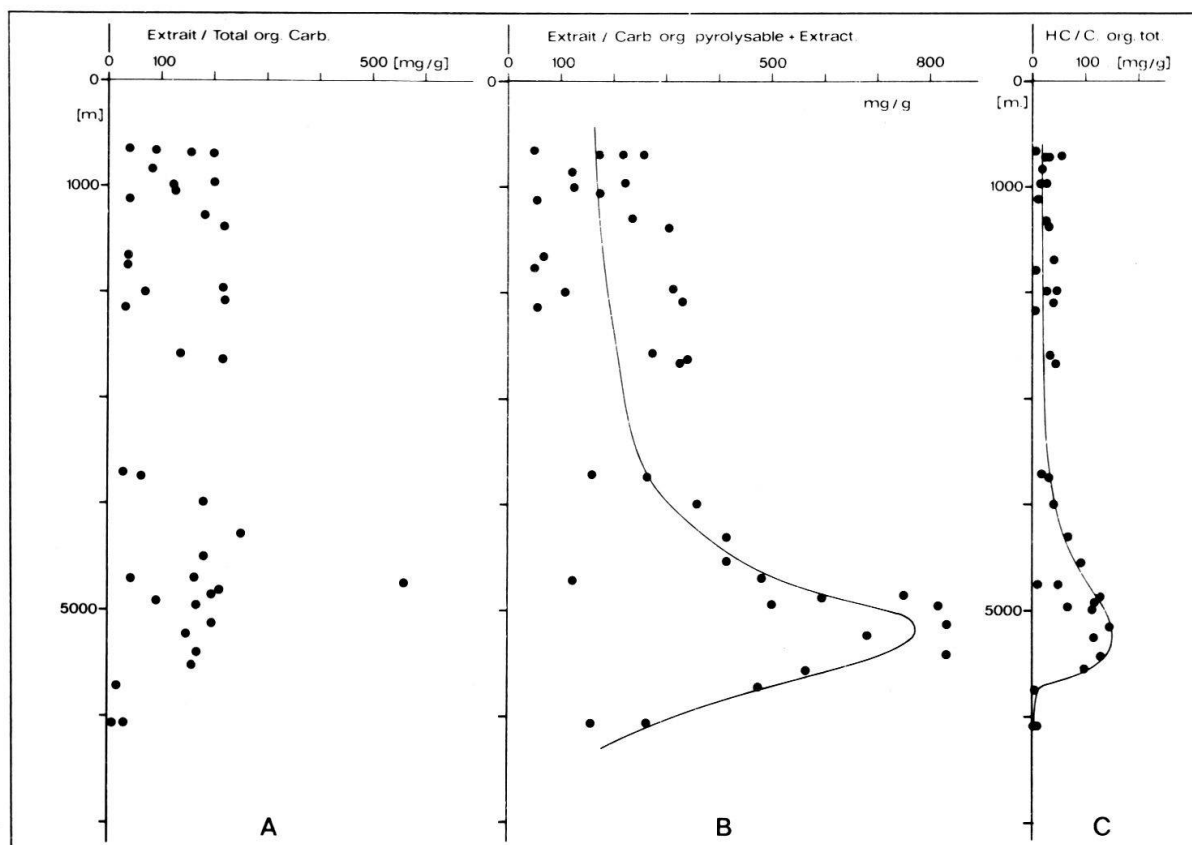 Extrait / Total org. Carb.
0 100 500 [mg/g]
0
[m]
1000
5000
A
Extrait / Carb org pyrolysable + Extract.
0 100 500 800
0
mg/g
B
HC / C. org. tot.
0 100 [mg/g]
0
[m.]
1000
5000
C